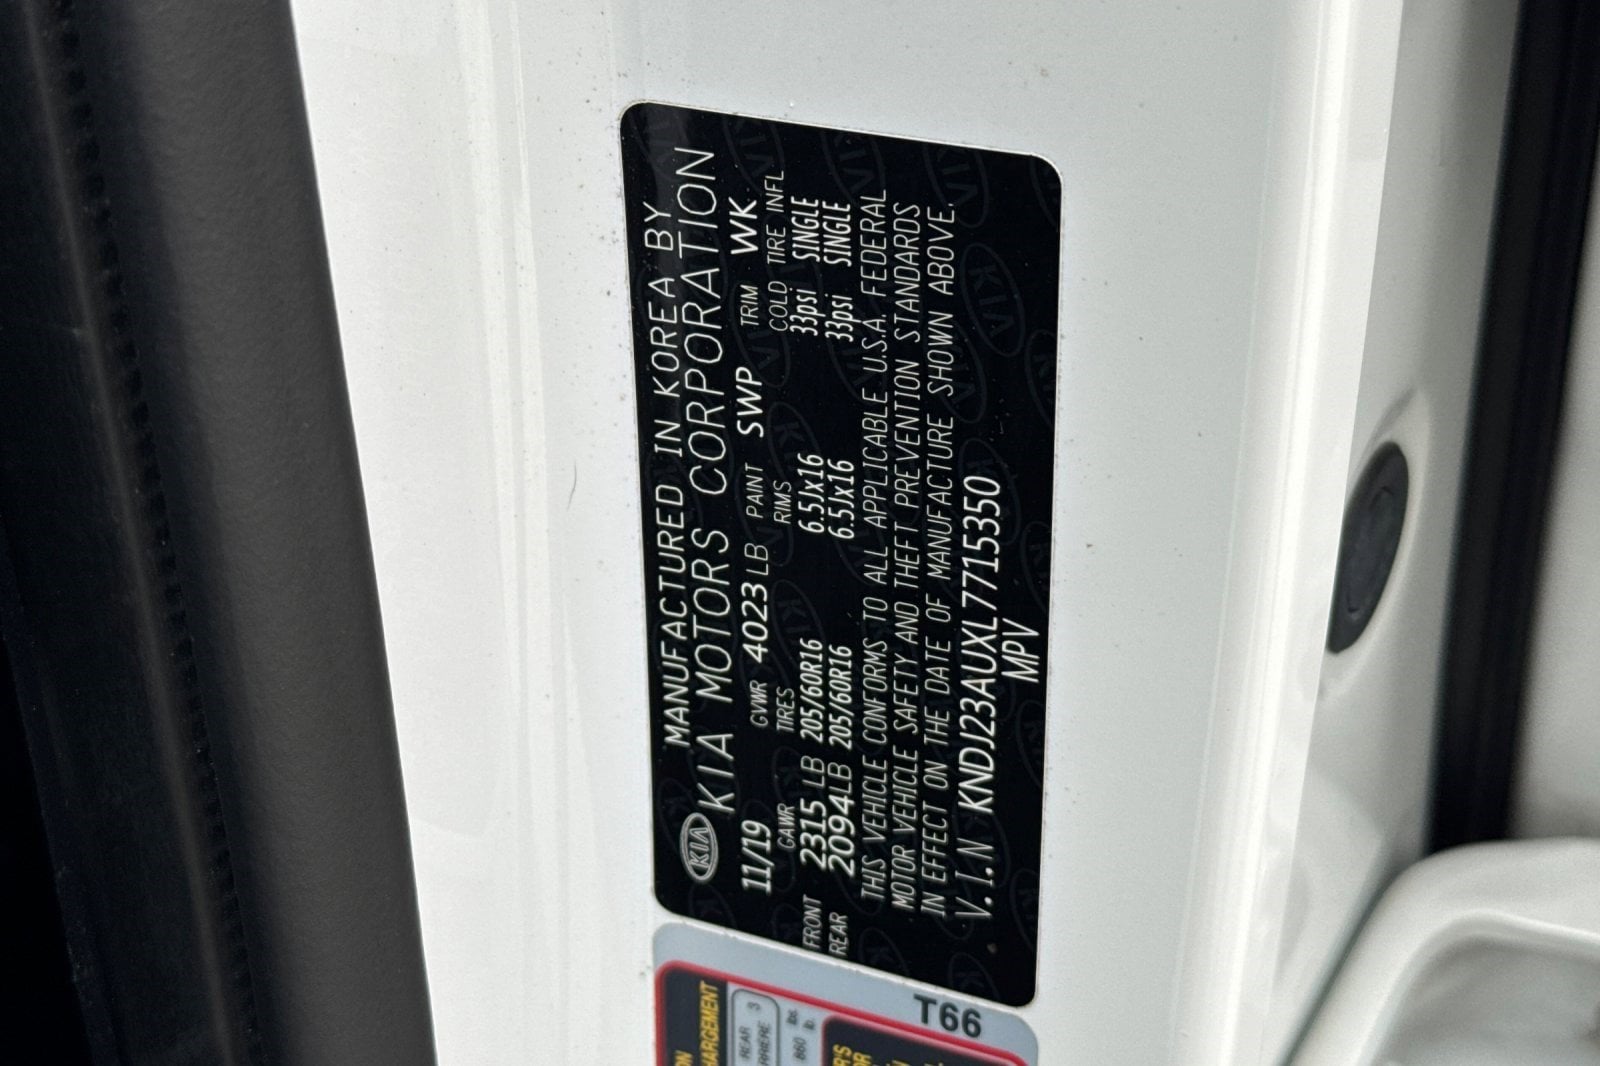 MANUFACTURED IN KOREA BY
KIA KIA MOTORS CORPORATION
11/19 GVWR 4023 LB PAINT SWP TRIM WK
GAWR TIRES RIMS COLD TIRE INFL
FRONT 2315 LB 205/60R16 6.5Jx16 33psi SINGLE
REAR 2094LB 205/60R16 6.5Jx16 33psi SINGLE
THIS VEHICLE CONFORMS TO ALL APPLICABLE U.S.A. FEDERAL
MOTOR VEHICLE SAFETY AND THEFT PREVENTION STANDARDS
IN EFFECT ON THE DATE OF MANUFACTURE SHOWN ABOVE.
V.I.N KNDJ23AUXL7715350
MPV
T66
REAR 3